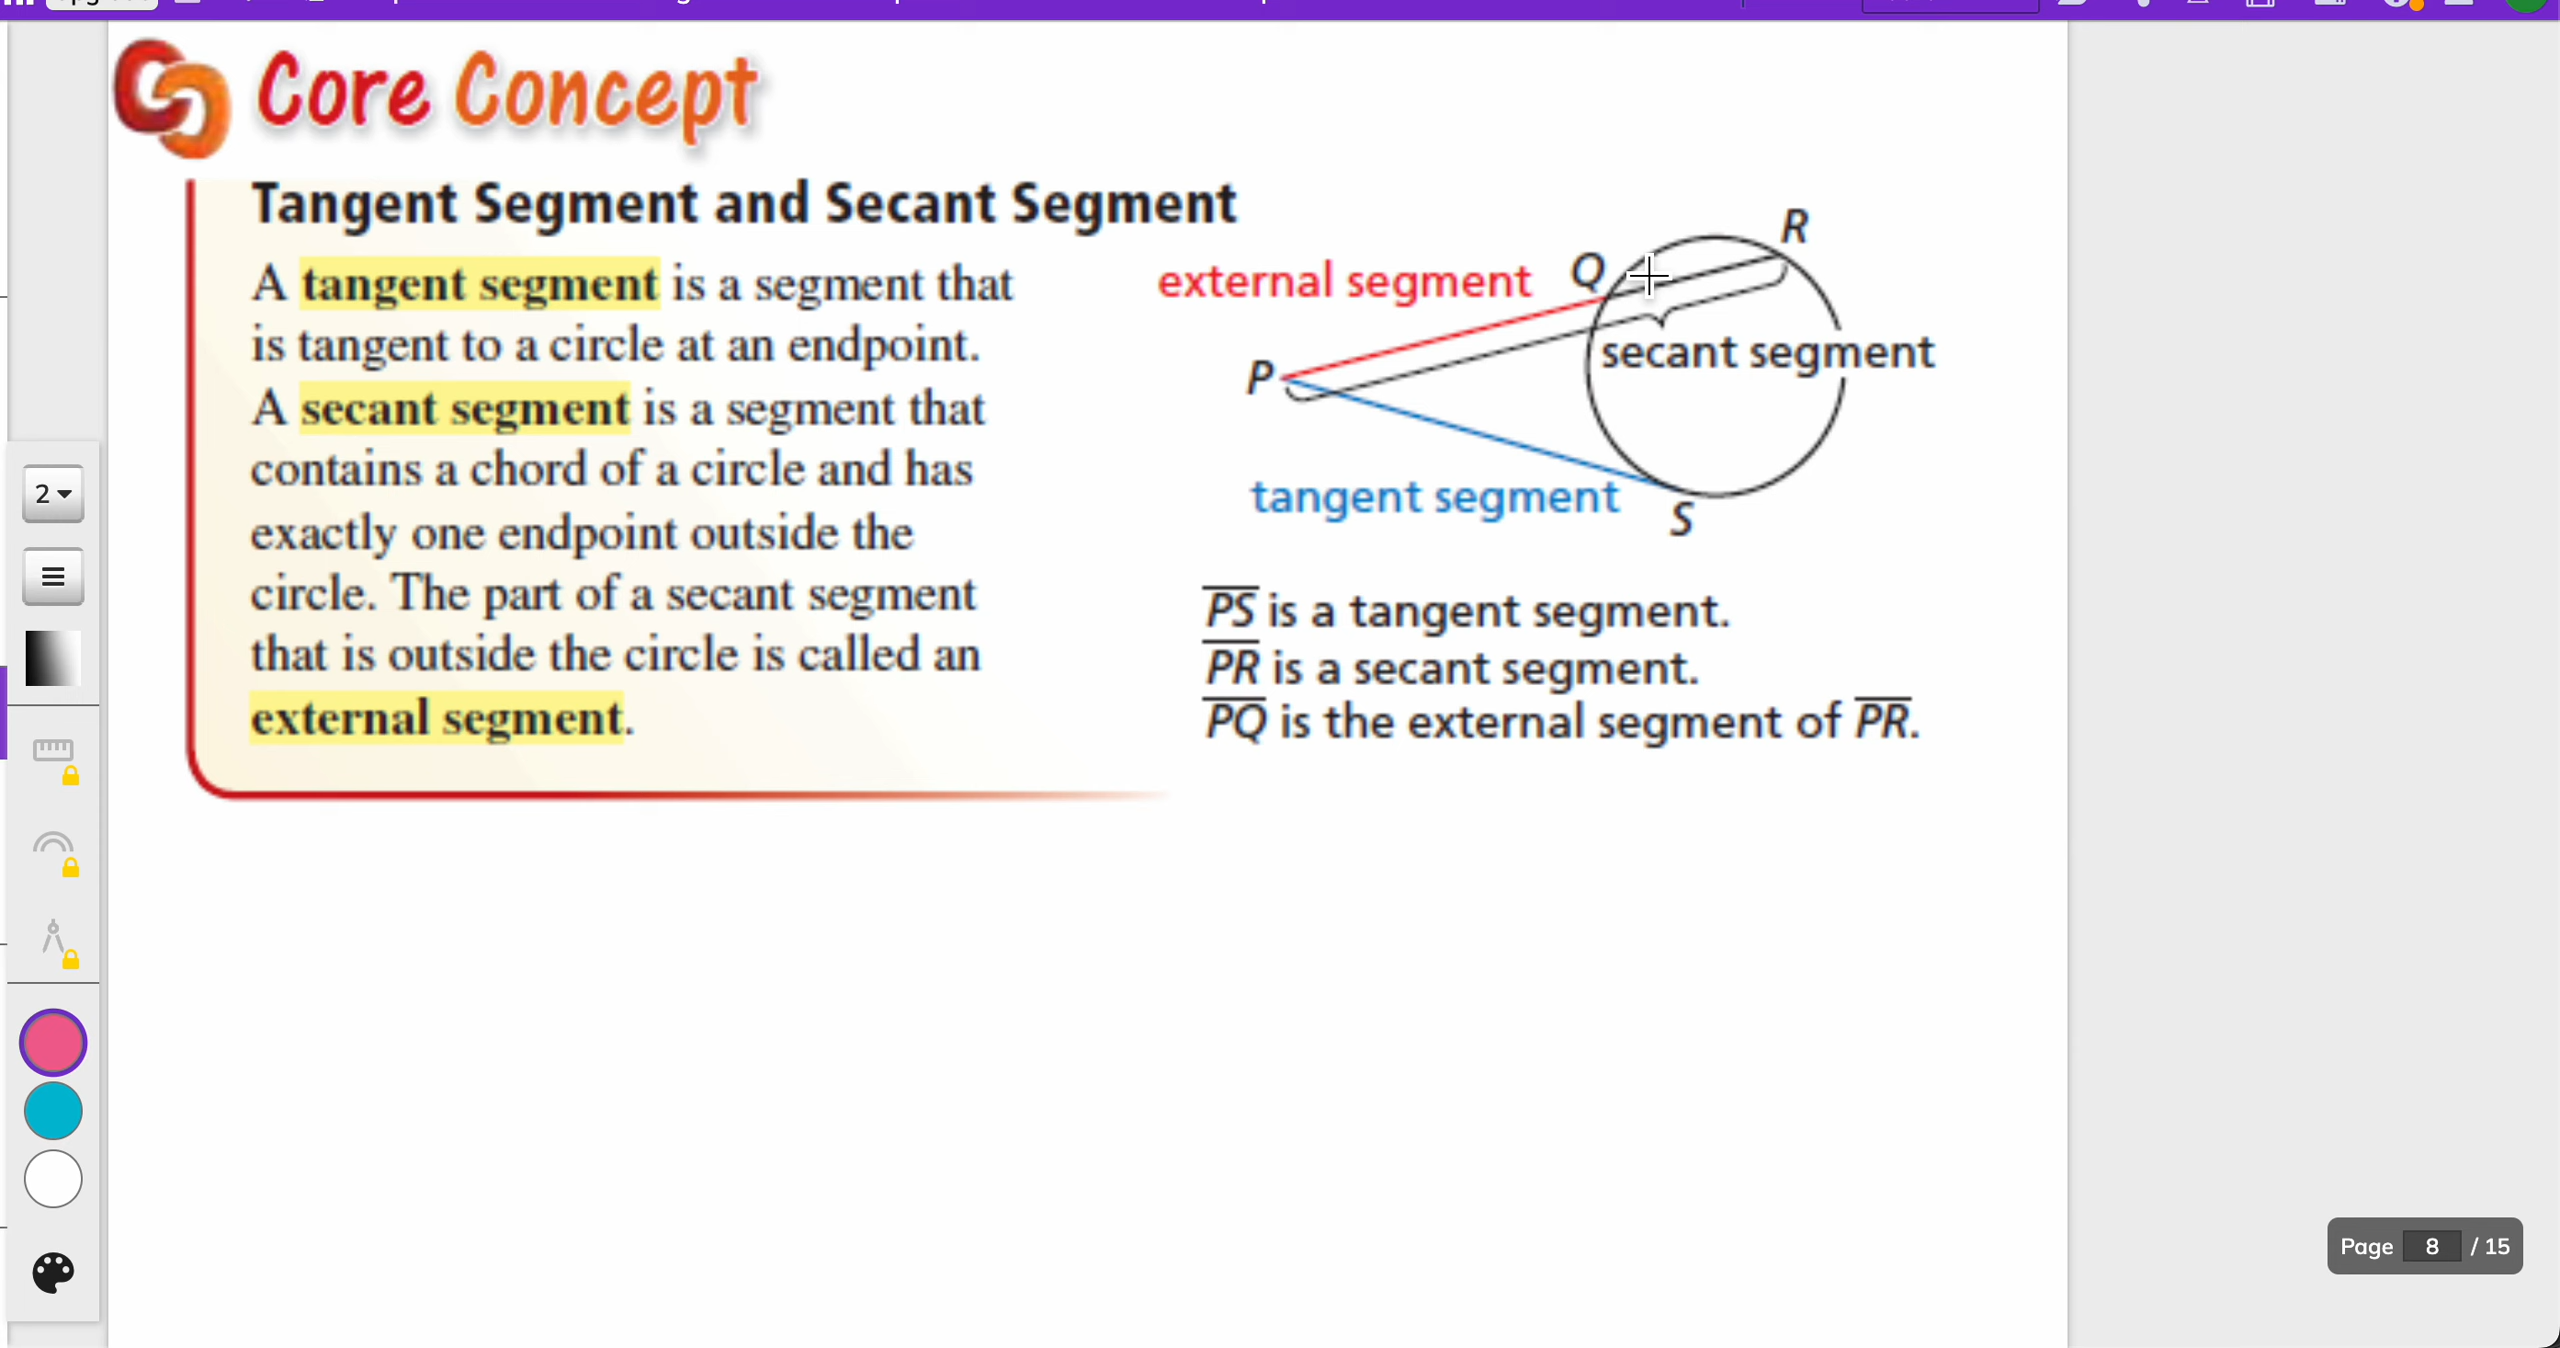 Core Concept
Tangent Segment and Secant Segment
A tangent segment is a segment that
is tangent to a circle at an endpoint.
A secant segment is a segment that
contains a chord of a circle and has
exactly one endpoint outside the
circle. The part of a secant segment
that is outside the circle is called an
external segment.
R
external segment Q
secant segment
P
tangent segment
S
PS is a tangent segment.
PR is a secant segment.
PQ is the external segment of PR.
2
Page 8 / 15